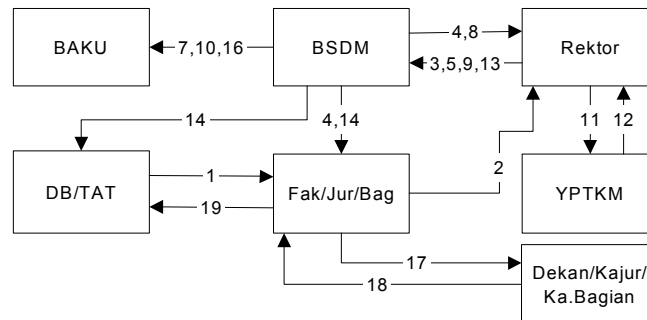 BAKU
7,10,16
BSDM
4,8
3,5,9,13
Rektor
14
4,14
11
12
DB/TAT
1
19
Fak/Jur/Bag
2
YPTKM
17
18
Dekan/Kajur/
Ka.Bagian